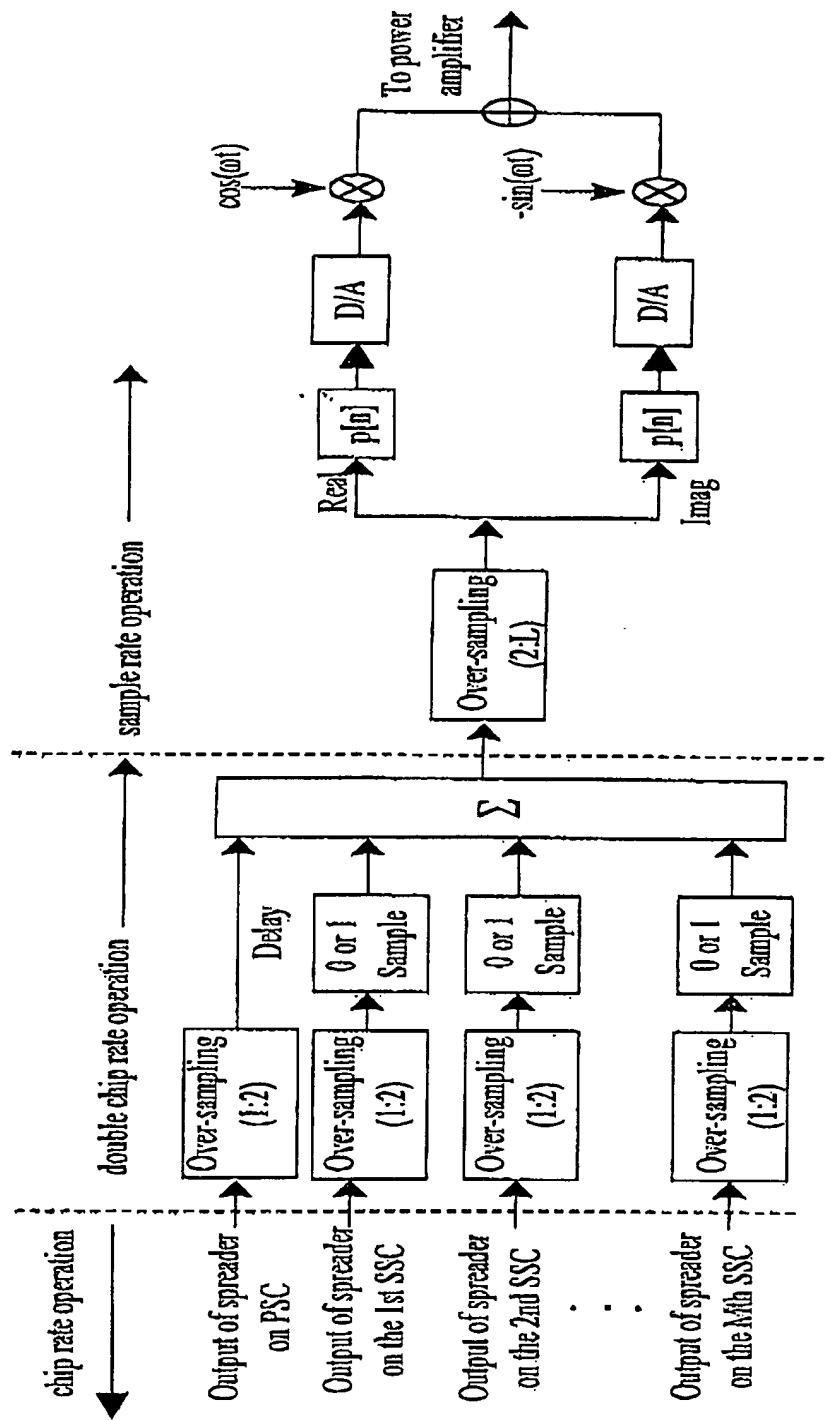 chip rate operation
double chip rate operation
sample rate operation
Output of spreader
on PSC
Over-sampling
(1:2)
Delay
Output of spreader
on the 1st SSC
Over-sampling
(1:2)
0 or 1
Sample
Output of spreader
on the 2nd SSC
Over-sampling
(1:2)
0 or 1
Sample
. . .
Output of spreader
on the Mth SSC
Over-sampling
(1:2)
0 or 1
Sample
Σ
Over-sampling
(2:L)
Real
p[n]
D/A
cos(ωt)
Imag
p[n]
D/A
-sin(ωt)
To power
amplifier